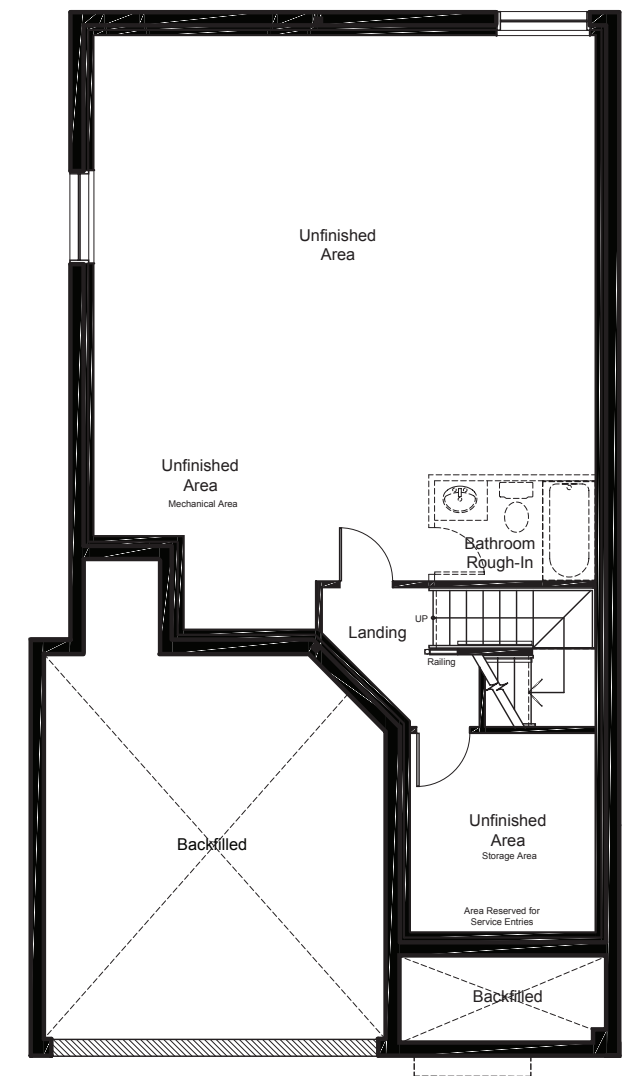 Unfinished
Area
Unfinished
Area
Mechanical Area
Bathroom
Rough-In
UP
Landing
Railing
Unfinished
Area
Storage Area
Backfilled
Area Reserved for
Service Entries
Backfilled